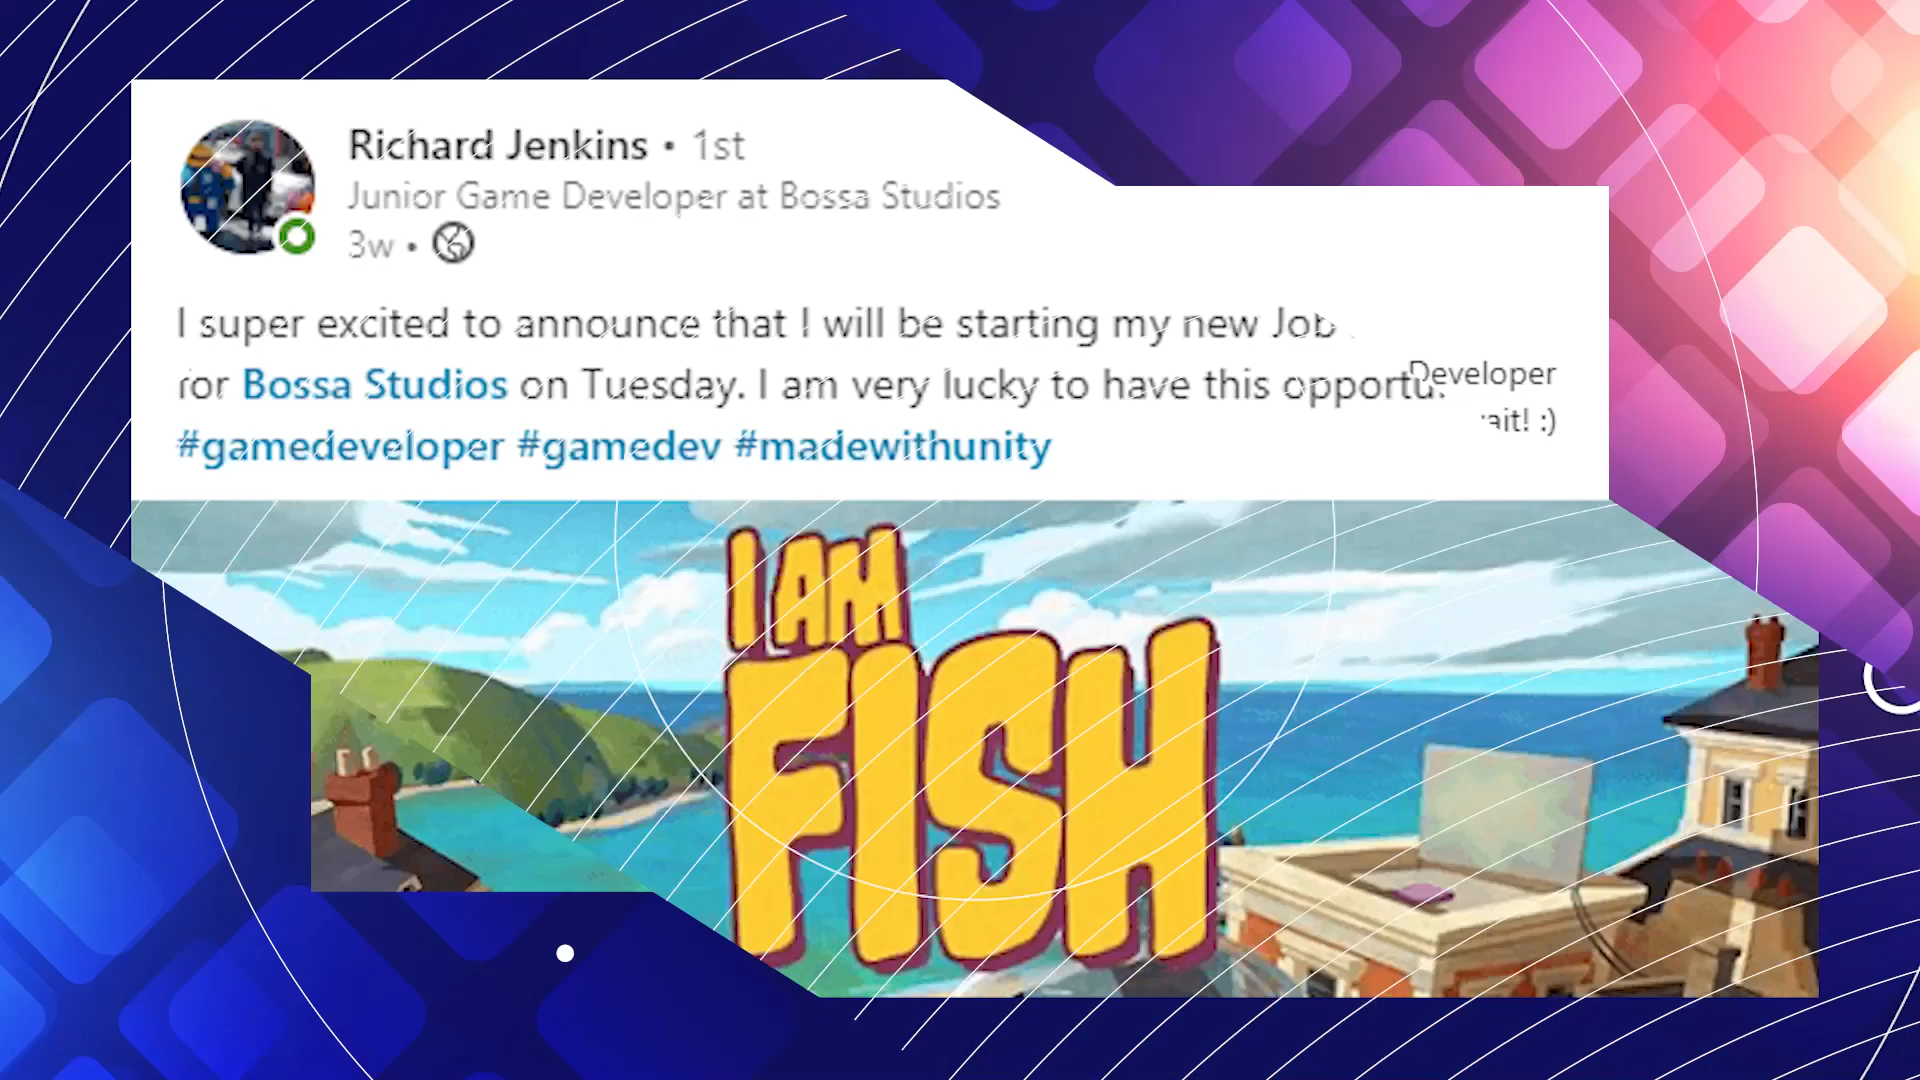 Richard Jenkins • 1st
Junior Game Developer at Bossa Studios
3w •
I super excited to announce that I will be starting my new Job
for Bossa Studios on Tuesday. I am very lucky to have this
Developer
:)
#gamedeveloper #gamedev #madewithunity
I AM
FISH